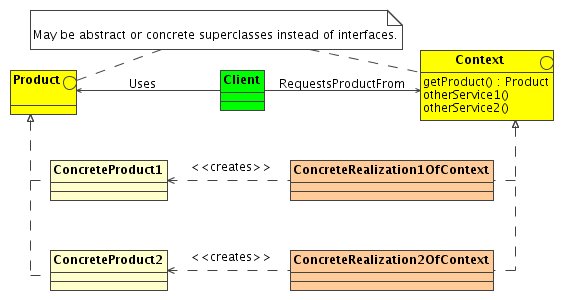 May be abstract or concrete superclasses instead of interfaces.
Product
Uses
Client
RequestsProductFrom
Context
getProduct() : Product
otherService1()
otherService2()
ConcreteProduct1
<<creates>>
ConcreteRealization1OfContext
ConcreteProduct2
<<creates>>
ConcreteRealization2OfContext